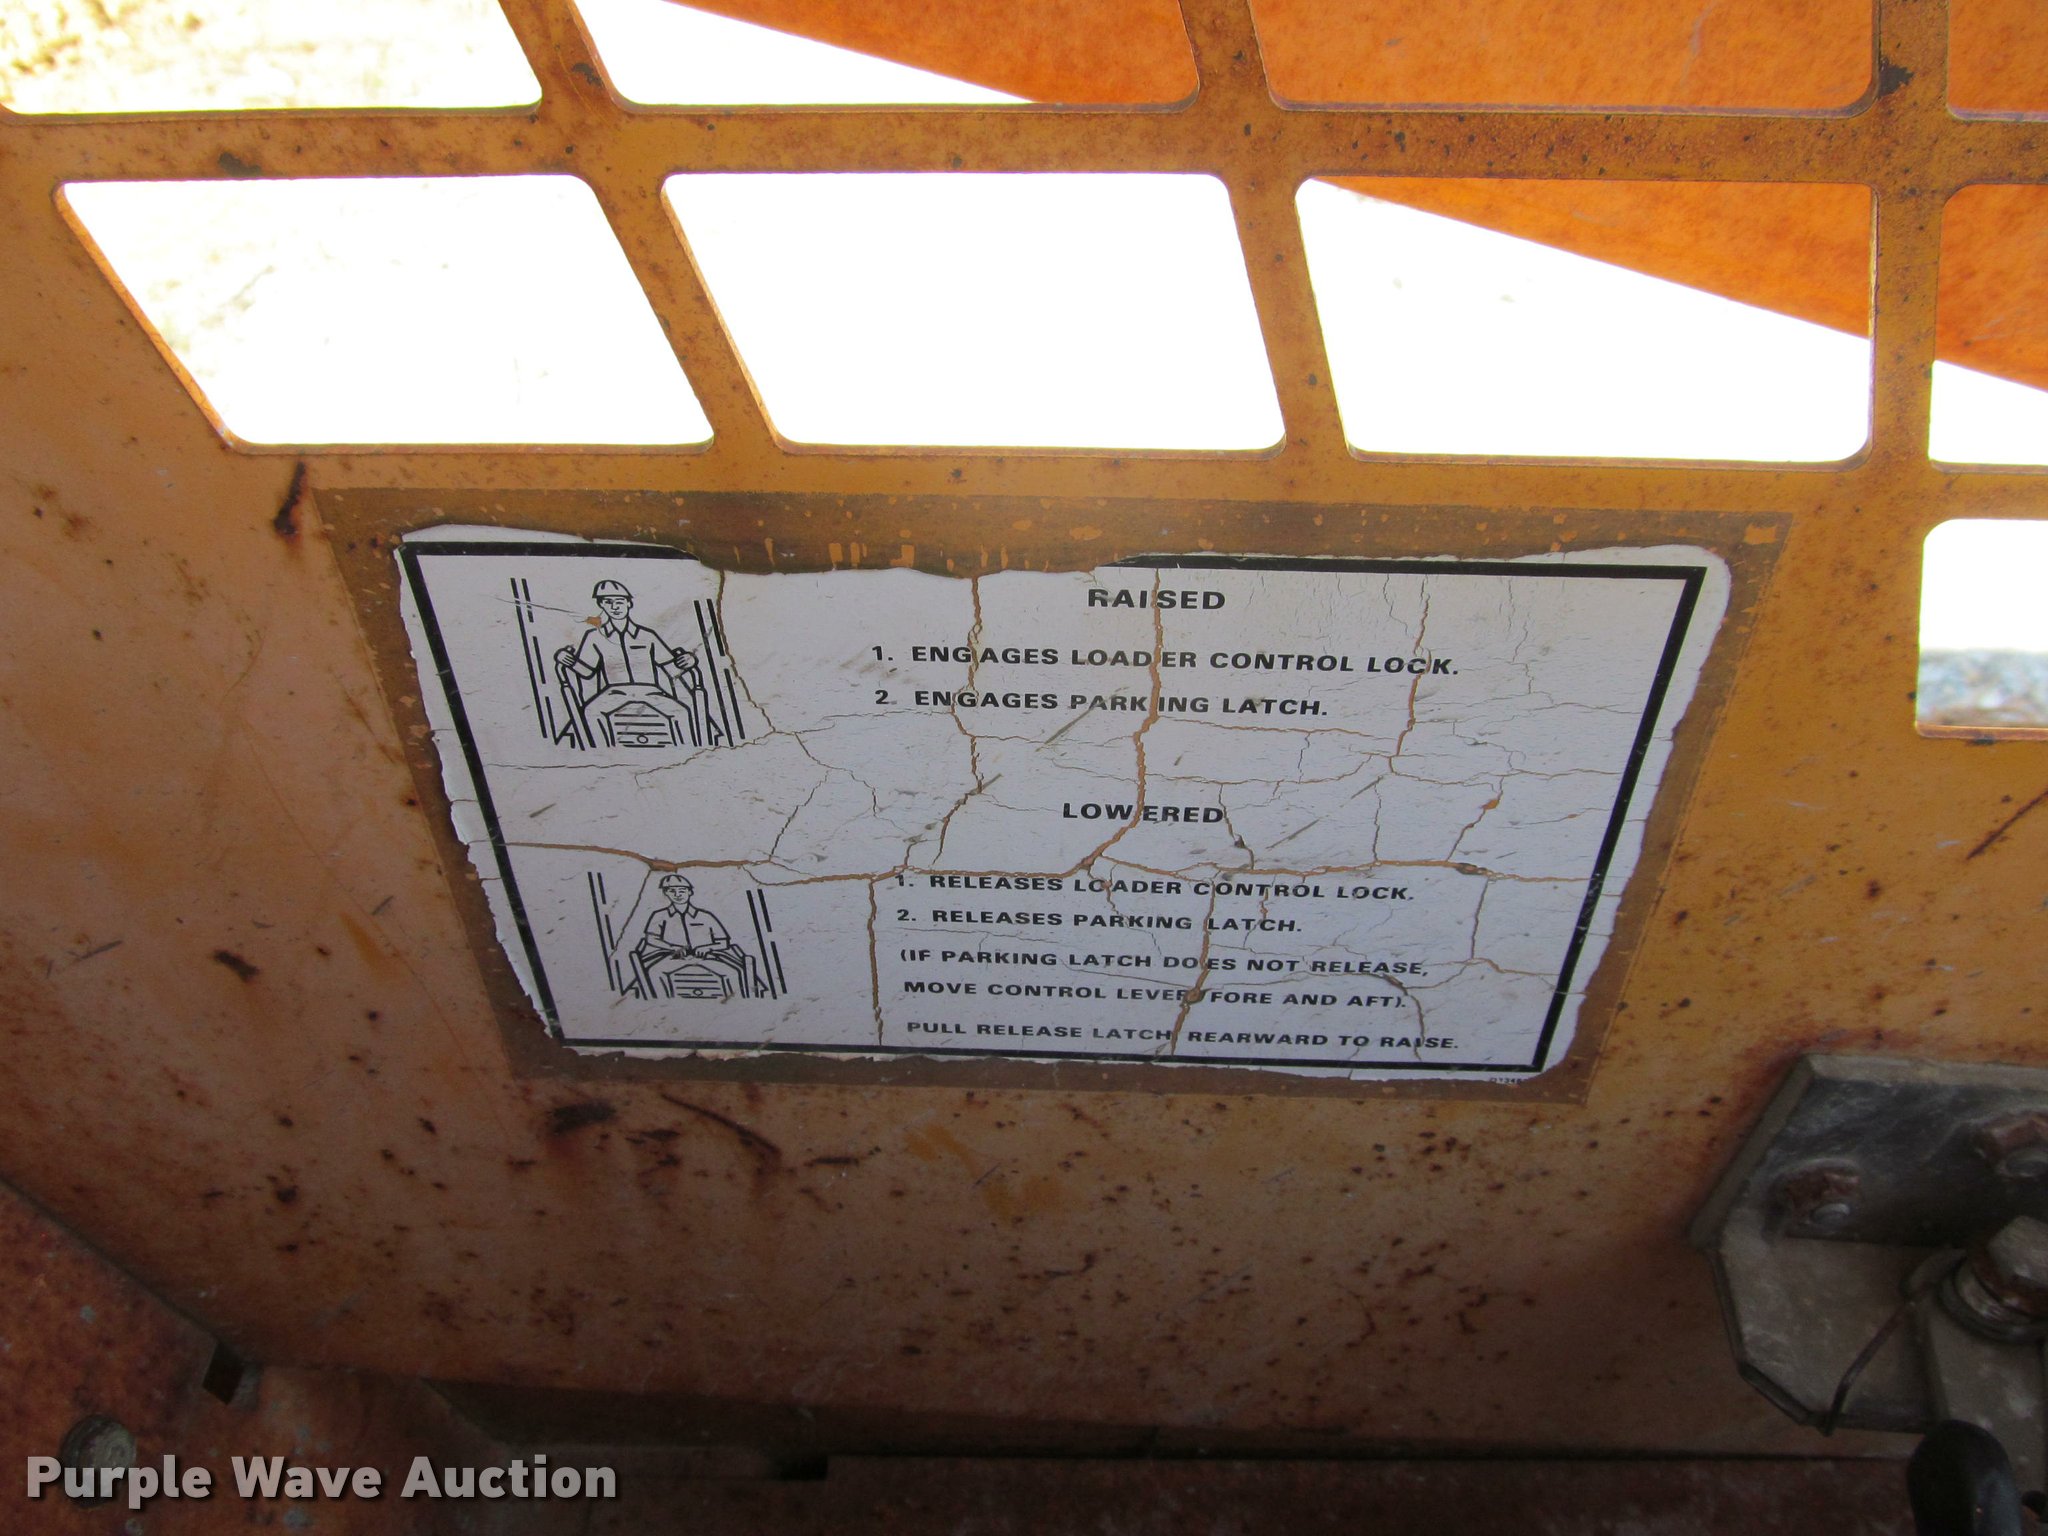 RAISED
1. ENGAGES LOADER CONTROL LOCK.
2. ENGAGES PARKING LATCH.
LOWERED
1. RELEASES LOADER CONTROL LOCK.
2. RELEASES PARKING LATCH.
(IF PARKING LATCH DOES NOT RELEASE,
MOVE CONTROL LEVER (FORE AND AFT).
PULL RELEASE LATCH REARWARD TO RAISE.
Purple Wave Auction